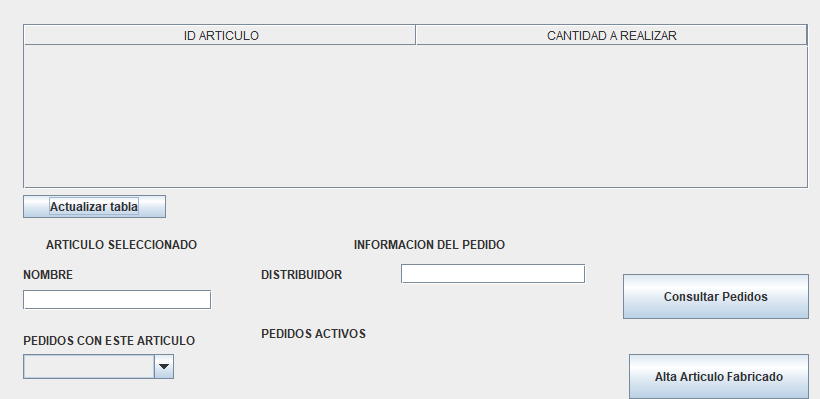 ID ARTICULO CANTIDAD A REALIZAR
Actualizar tabla
ARTICULO SELECCIONADO INFORMACION DEL PEDIDO
NOMBRE DISTRIBUIDOR
Consultar Pedidos
PEDIDOS CON ESTE ARTICULO PEDIDOS ACTIVOS
Alta Articulo Fabricado